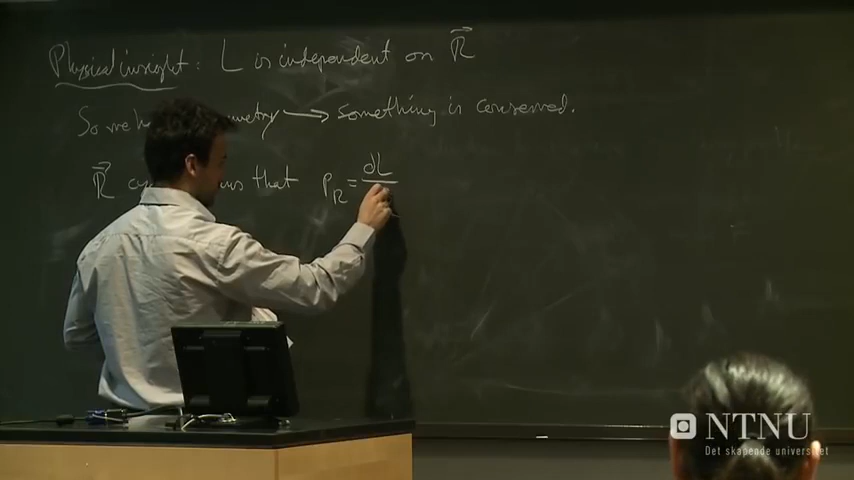 Physical insight: L is independent on R⃗
So we h metry → something is conserved.
R⃗ cy us that P_R = dL
NTNU
Det skapende universitet